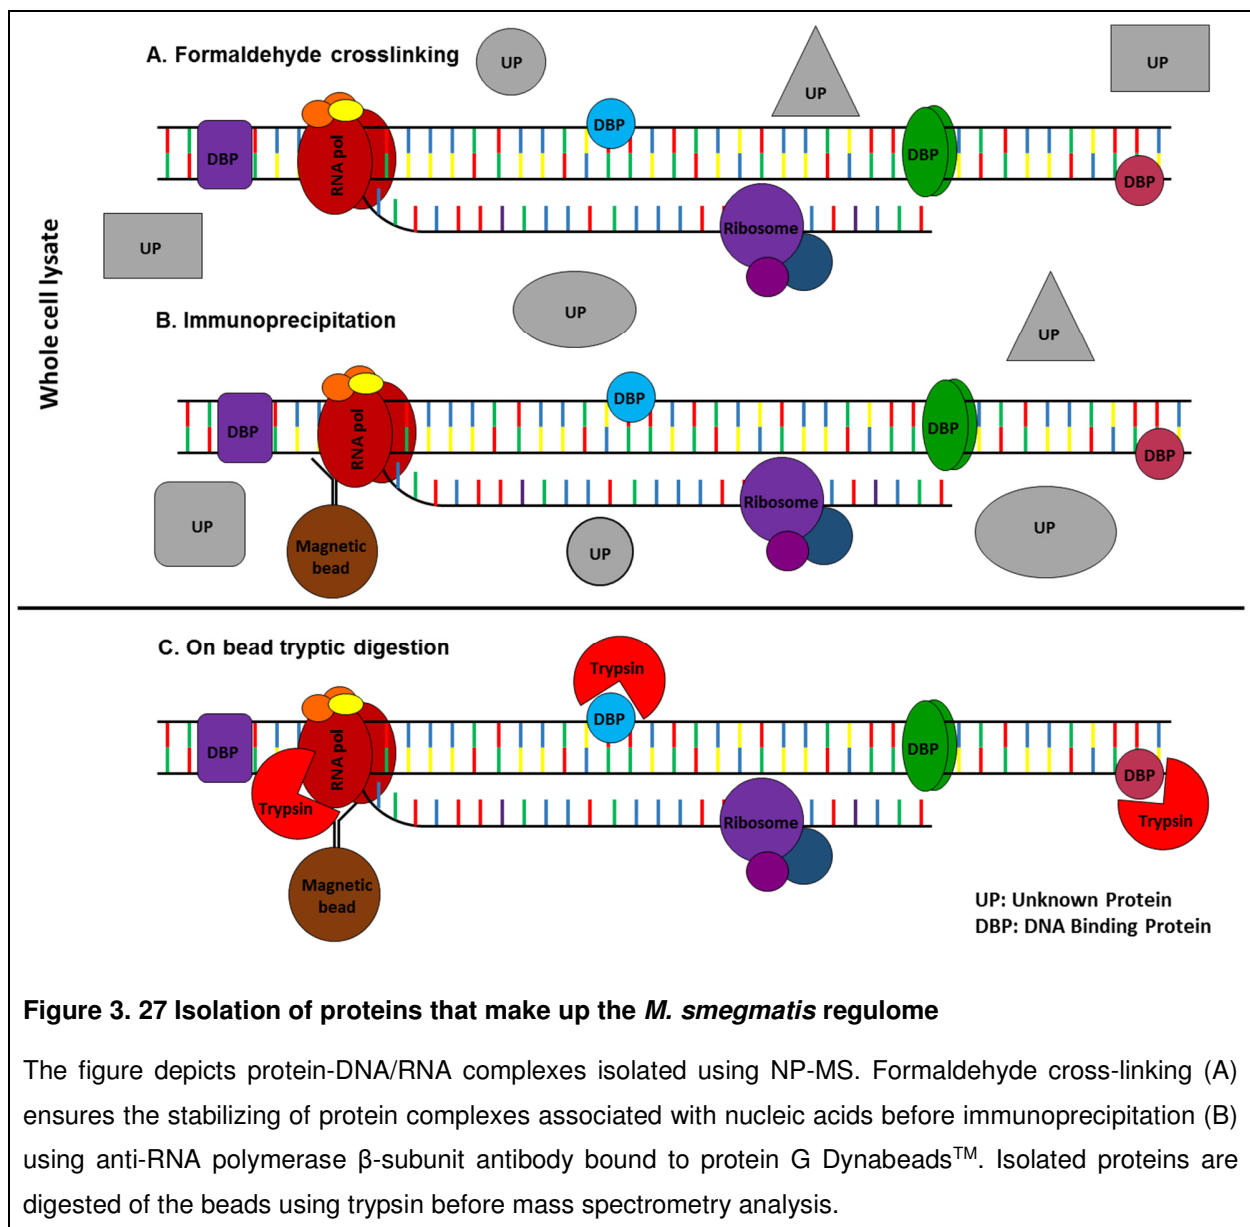 A. Formaldehyde crosslinking
UP
UP
UP
DBP
RNA pol
DBP
DBP
DBP
UP
Ribosome
Whole cell lysate
UP
B. Immunoprecipitation
UP
DBP
RNA pol
DBP
DBP
DBP
UP
Magnetic
bead
UP
Ribosome
UP
C. On bead tryptic digestion
Trypsin
DBP
DBP
RNA pol
DBP
DBP
Trypsin
Trypsin
Ribosome
Magnetic
bead
UP: Unknown Protein
DBP: DNA Binding Protein
Figure 3. 27 Isolation of proteins that make up the M. smegmatis regulome
The figure depicts protein-DNA/RNA complexes isolated using NP-MS. Formaldehyde cross-linking (A)
ensures the stabilizing of protein complexes associated with nucleic acids before immunoprecipitation (B)
using anti-RNA polymerase β-subunit antibody bound to protein G Dynabeads™. Isolated proteins are
digested of the beads using trypsin before mass spectrometry analysis.